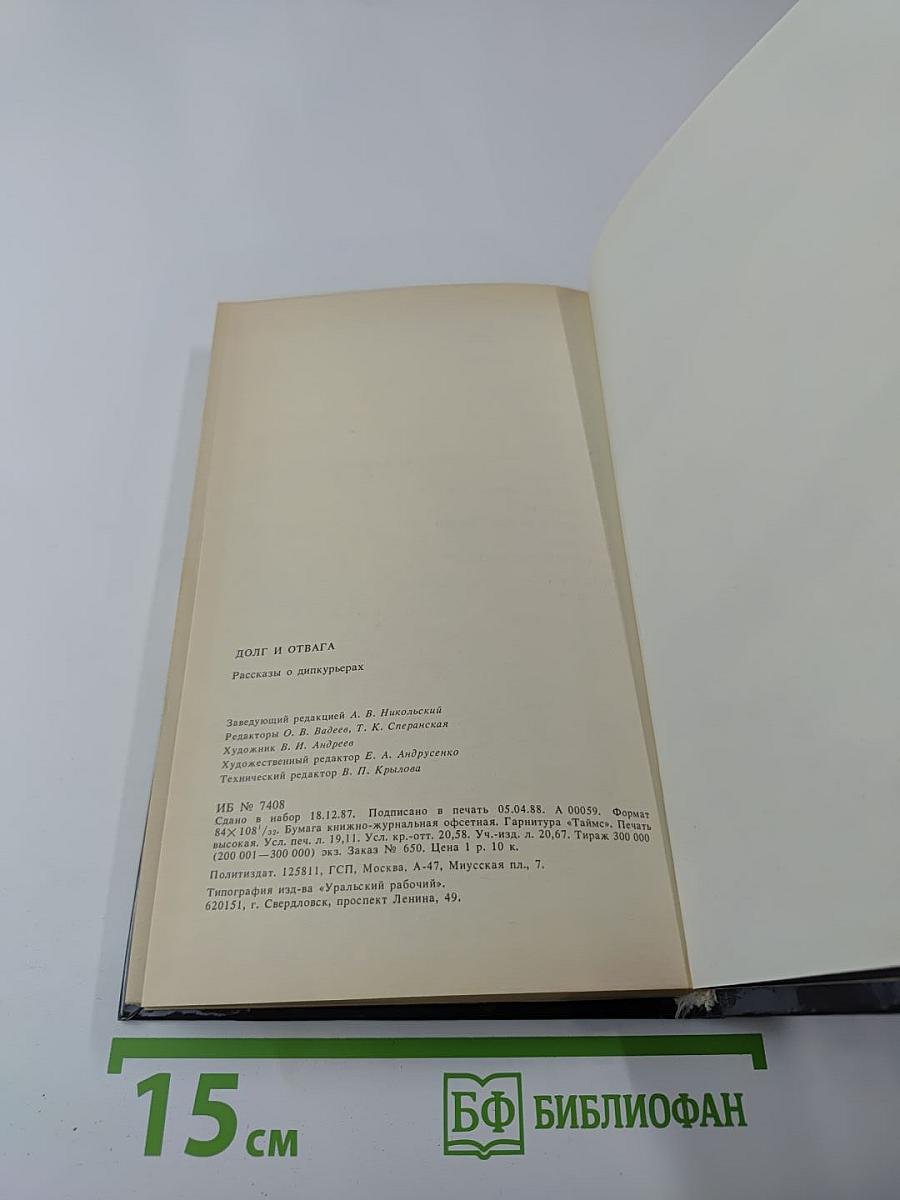 ДОЛГ И ОТВАГА
Рассказы о дипкурьерах
Заведующий редакцией А. В. Никольский
Редакторы О. В. Вадеев, Т. К. Сперанская
Художник В. И. Андреев
Художественный редактор Е. А. Андрусенко
Технический редактор В. П. Крылова
ИБ № 7408
Сдано в набор 18.12.87. Подписано в печать 05.04.88. А 00059. Формат
84×108¹/₃₂. Бумага книжно-журнальная офсетная. Гарнитура «Таймс». Печать
высокая. Усл. печ. л. 19,11. Усл. кр.-отт. 20,58. Уч.-изд. л. 20,67. Тираж 300 000
(200 001—300 000) экз. Заказ № 650. Цена 1 р. 10 к.
Политиздат. 125811, ГСП, Москва, А-47, Миусская пл., 7.
Типография изд-ва «Уральский рабочий».
620151, г. Свердловск, проспект Ленина, 49.
15 см
БФ БИБЛИОФАН